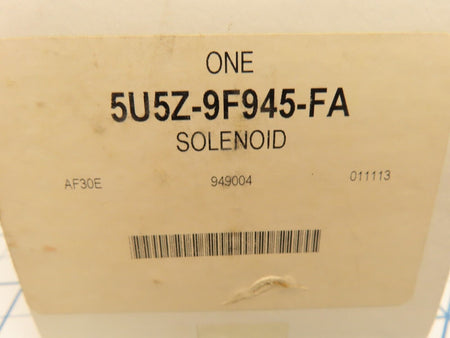 ONE
5U5Z-9F945-FA
SOLENOID
AF30E 949004 011113